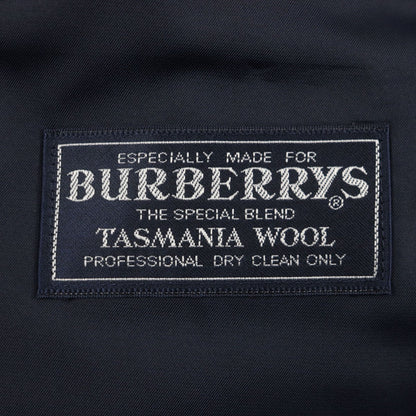 ESPECIALLY MADE FOR
BURBERRYS®
THE SPECIAL BLEND
TASMANIA WOOL
PROFESSIONAL DRY CLEAN ONLY